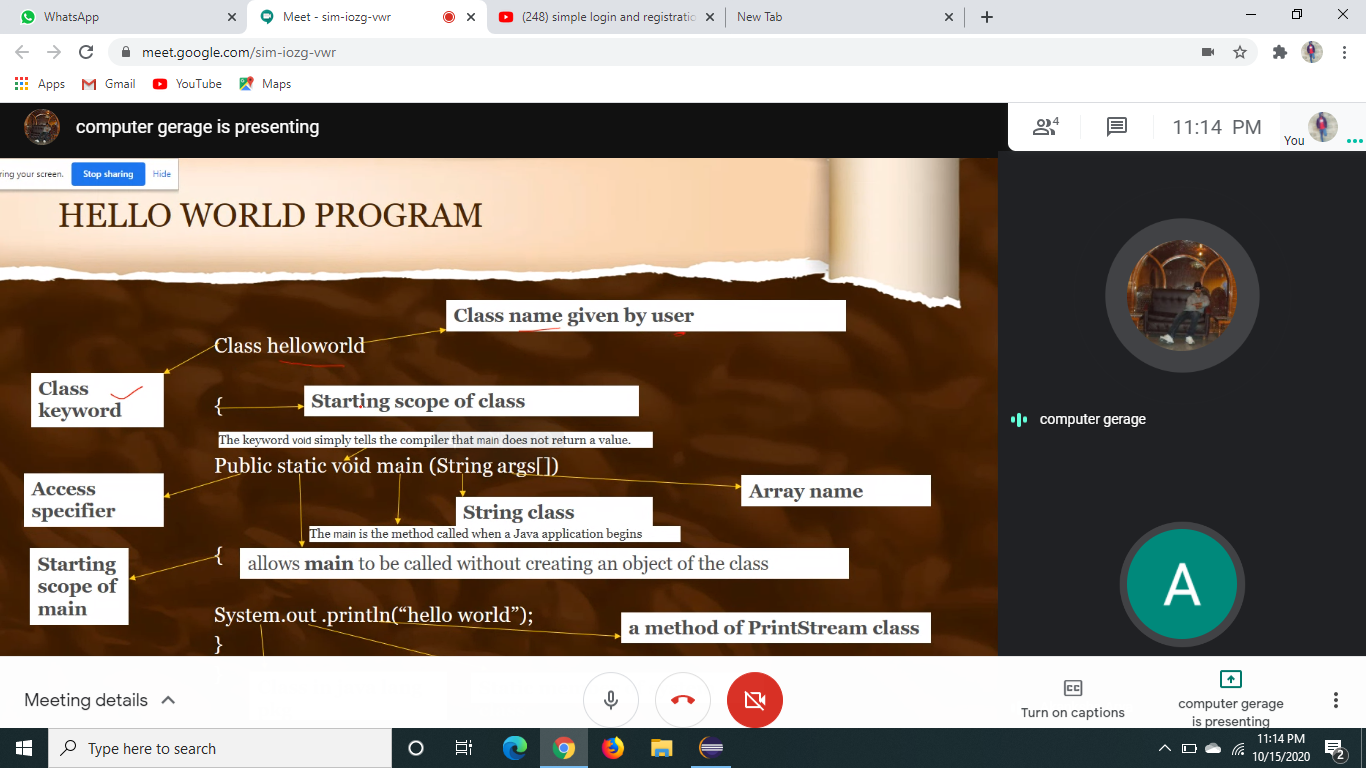 WhatsApp
Meet - sim-iozg-vwr
(248) simple login and registratio
New Tab
meet.google.com/sim-iozg-vwr
Apps
Gmail
YouTube
Maps
computer gerage is presenting
4
11:14 PM
You
ring your screen.
Stop sharing
Hide
HELLO WORLD PROGRAM
Class name given by user
Class helloworld
Class
keyword
{
Starting scope of class
The keyword void simply tells the compiler that main does not return a value.
Public static void main (String args[])
Access
specifier
Array name
String class
The main is the method called when a Java application begins
{
allows main to be called without creating an object of the class
Starting
scope of
main
System.out .println(“hello world”);
a method of PrintStream class
}
computer gerage
A
Meeting details
Turn on captions
computer gerage
is presenting
Type here to search
11:14 PM
10/15/2020
2